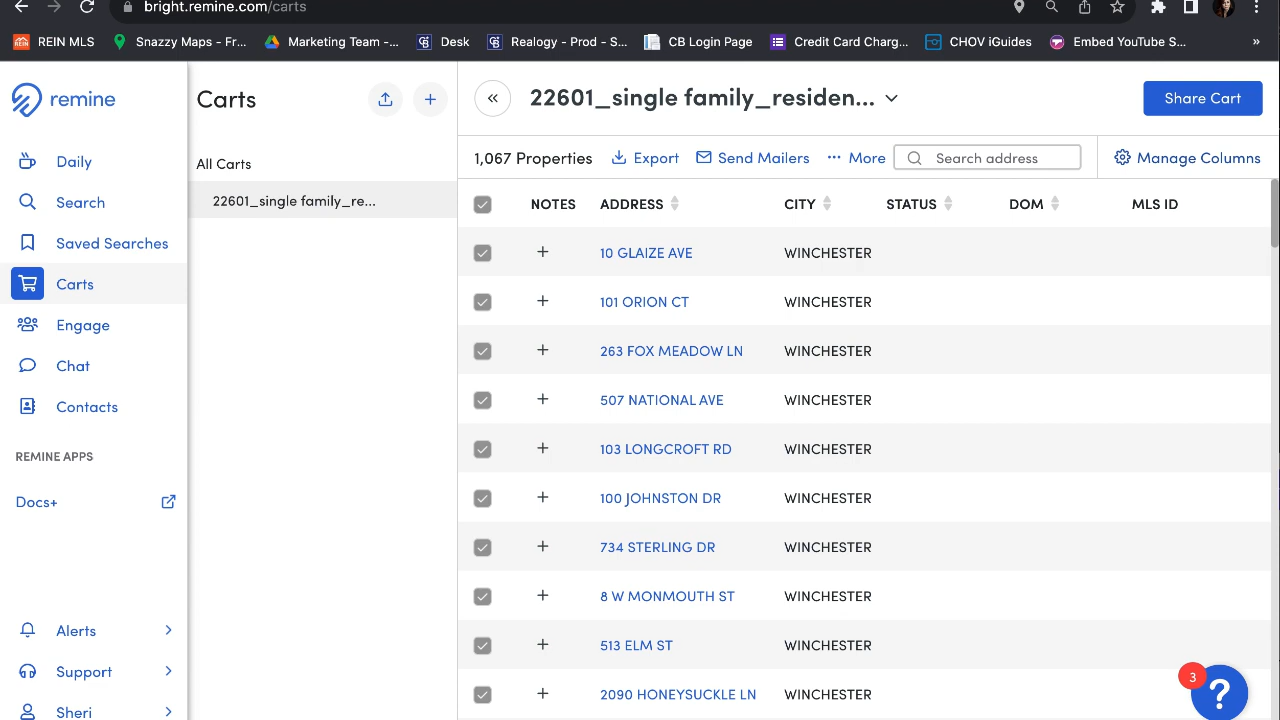 bright.remine.com/carts
REIN MLS
Snazzy Maps - Fr...
Marketing Team -...
Desk
Realogy - Prod - S...
CB Login Page
Credit Card Charg...
CHOV iGuides
Embed YouTube S...
»
remine
Daily
Search
Saved Searches
Carts
Engage
Chat
Contacts
REMINE APPS
Docs+
Alerts
Support
Sheri
Carts
All Carts
22601_single family_re...
22601_single family_residen...
Share Cart
1,067 Properties Export Send Mailers ... More Search address Manage Columns
NOTES ADDRESS CITY STATUS DOM MLS ID
+ 10 GLAIZE AVE WINCHESTER
+ 101 ORION CT WINCHESTER
+ 263 FOX MEADOW LN WINCHESTER
+ 507 NATIONAL AVE WINCHESTER
+ 103 LONGCROFT RD WINCHESTER
+ 100 JOHNSTON DR WINCHESTER
+ 734 STERLING DR WINCHESTER
+ 8 W MONMOUTH ST WINCHESTER
+ 513 ELM ST WINCHESTER
+ 2090 HONEYSUCKLE LN WINCHESTER
3
?